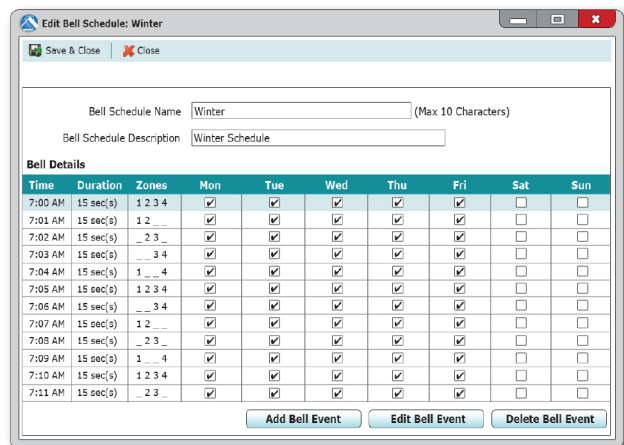 Edit Bell Schedule: Winter
Save & Close Close
Bell Schedule Name Winter (Max 10 Characters)
Bell Schedule Description Winter Schedule
Bell Details
Time Duration Zones Mon Tue Wed Thu Fri Sat Sun
7:00 AM 15 sec(s) 1 2 3 4
7:01 AM 15 sec(s) 1 2 _ _
7:02 AM 15 sec(s) _ 2 3 _
7:03 AM 15 sec(s) _ _ 3 4
7:04 AM 15 sec(s) 1 _ _ 4
7:05 AM 15 sec(s) 1 2 3 4
7:06 AM 15 sec(s) _ _ 3 4
7:07 AM 15 sec(s) 1 2 _ _
7:08 AM 15 sec(s) _ 2 3 _
7:09 AM 15 sec(s) 1 _ _ 4
7:10 AM 15 sec(s) 1 2 3 4
7:11 AM 15 sec(s) _ 2 3 _
Add Bell Event Edit Bell Event Delete Bell Event